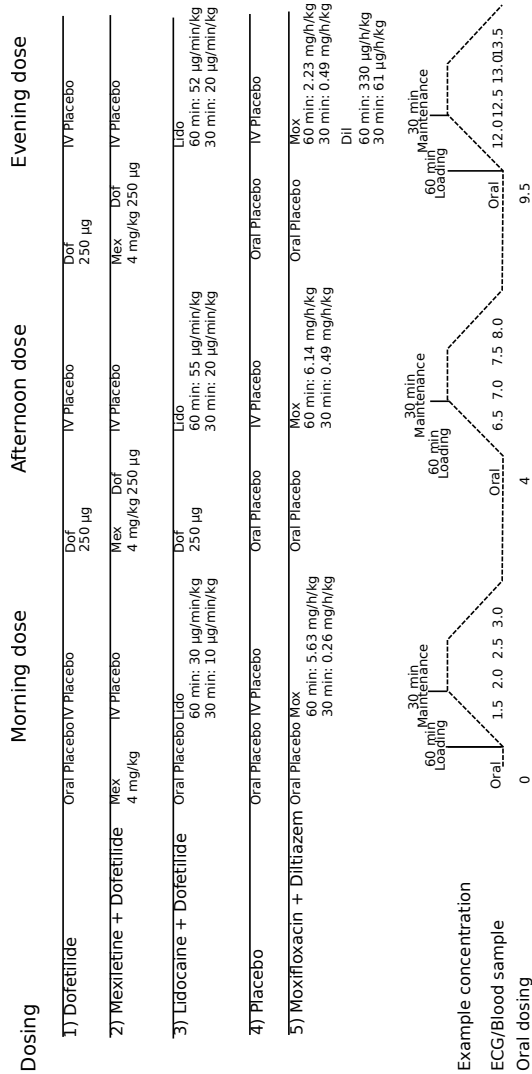 Dosing
Morning dose
Afternoon dose
Evening dose
1) Dofetilide
Oral Placebo
IV Placebo
Dof
250 µg
Dof
250 µg
IV Placebo
2) Mexiletine + Dofetilide
Mex
4 mg/kg
IV Placebo
Mex
4 mg/kg
Dof
250 µg
IV Placebo
Mex
4 mg/kg
Dof
250 µg
IV Placebo
3) Lidocaine + Dofetilide
Oral Placebo
Lido
60 min: 30 µg/min/kg
30 min: 10 µg/min/kg
Dof
250 µg
Lido
60 min: 55 µg/min/kg
30 min: 20 µg/min/kg
Lido
60 min: 52 µg/min/kg
30 min: 20 µg/min/kg
4) Placebo
Oral Placebo
IV Placebo
Oral Placebo
IV Placebo
Oral Placebo
IV Placebo
5) Moxifloxacin + Diltiazem
Oral Placebo
Mox
60 min: 5.63 mg/h/kg
30 min: 0.26 mg/h/kg
Oral Placebo
Mox
60 min: 6.14 mg/h/kg
30 min: 0.49 mg/h/kg
Oral Placebo
Mox
60 min: 2.23 mg/h/kg
30 min: 0.49 mg/h/kg
Dil
60 min: 330 µg/h/kg
30 min: 61 µg/h/kg
Example concentration
60 min
Loading
30 min
Maintenance
60 min
Loading
30 min
Maintenance
60 min
Loading
30 min
Maintenance
ECG/Blood sample
Oral
1.5 2.0 2.5 3.0
Oral
6.5 7.0 7.5 8.0
Oral
12.0 12.5 13.0 13.5
Oral dosing
0
4
9.5